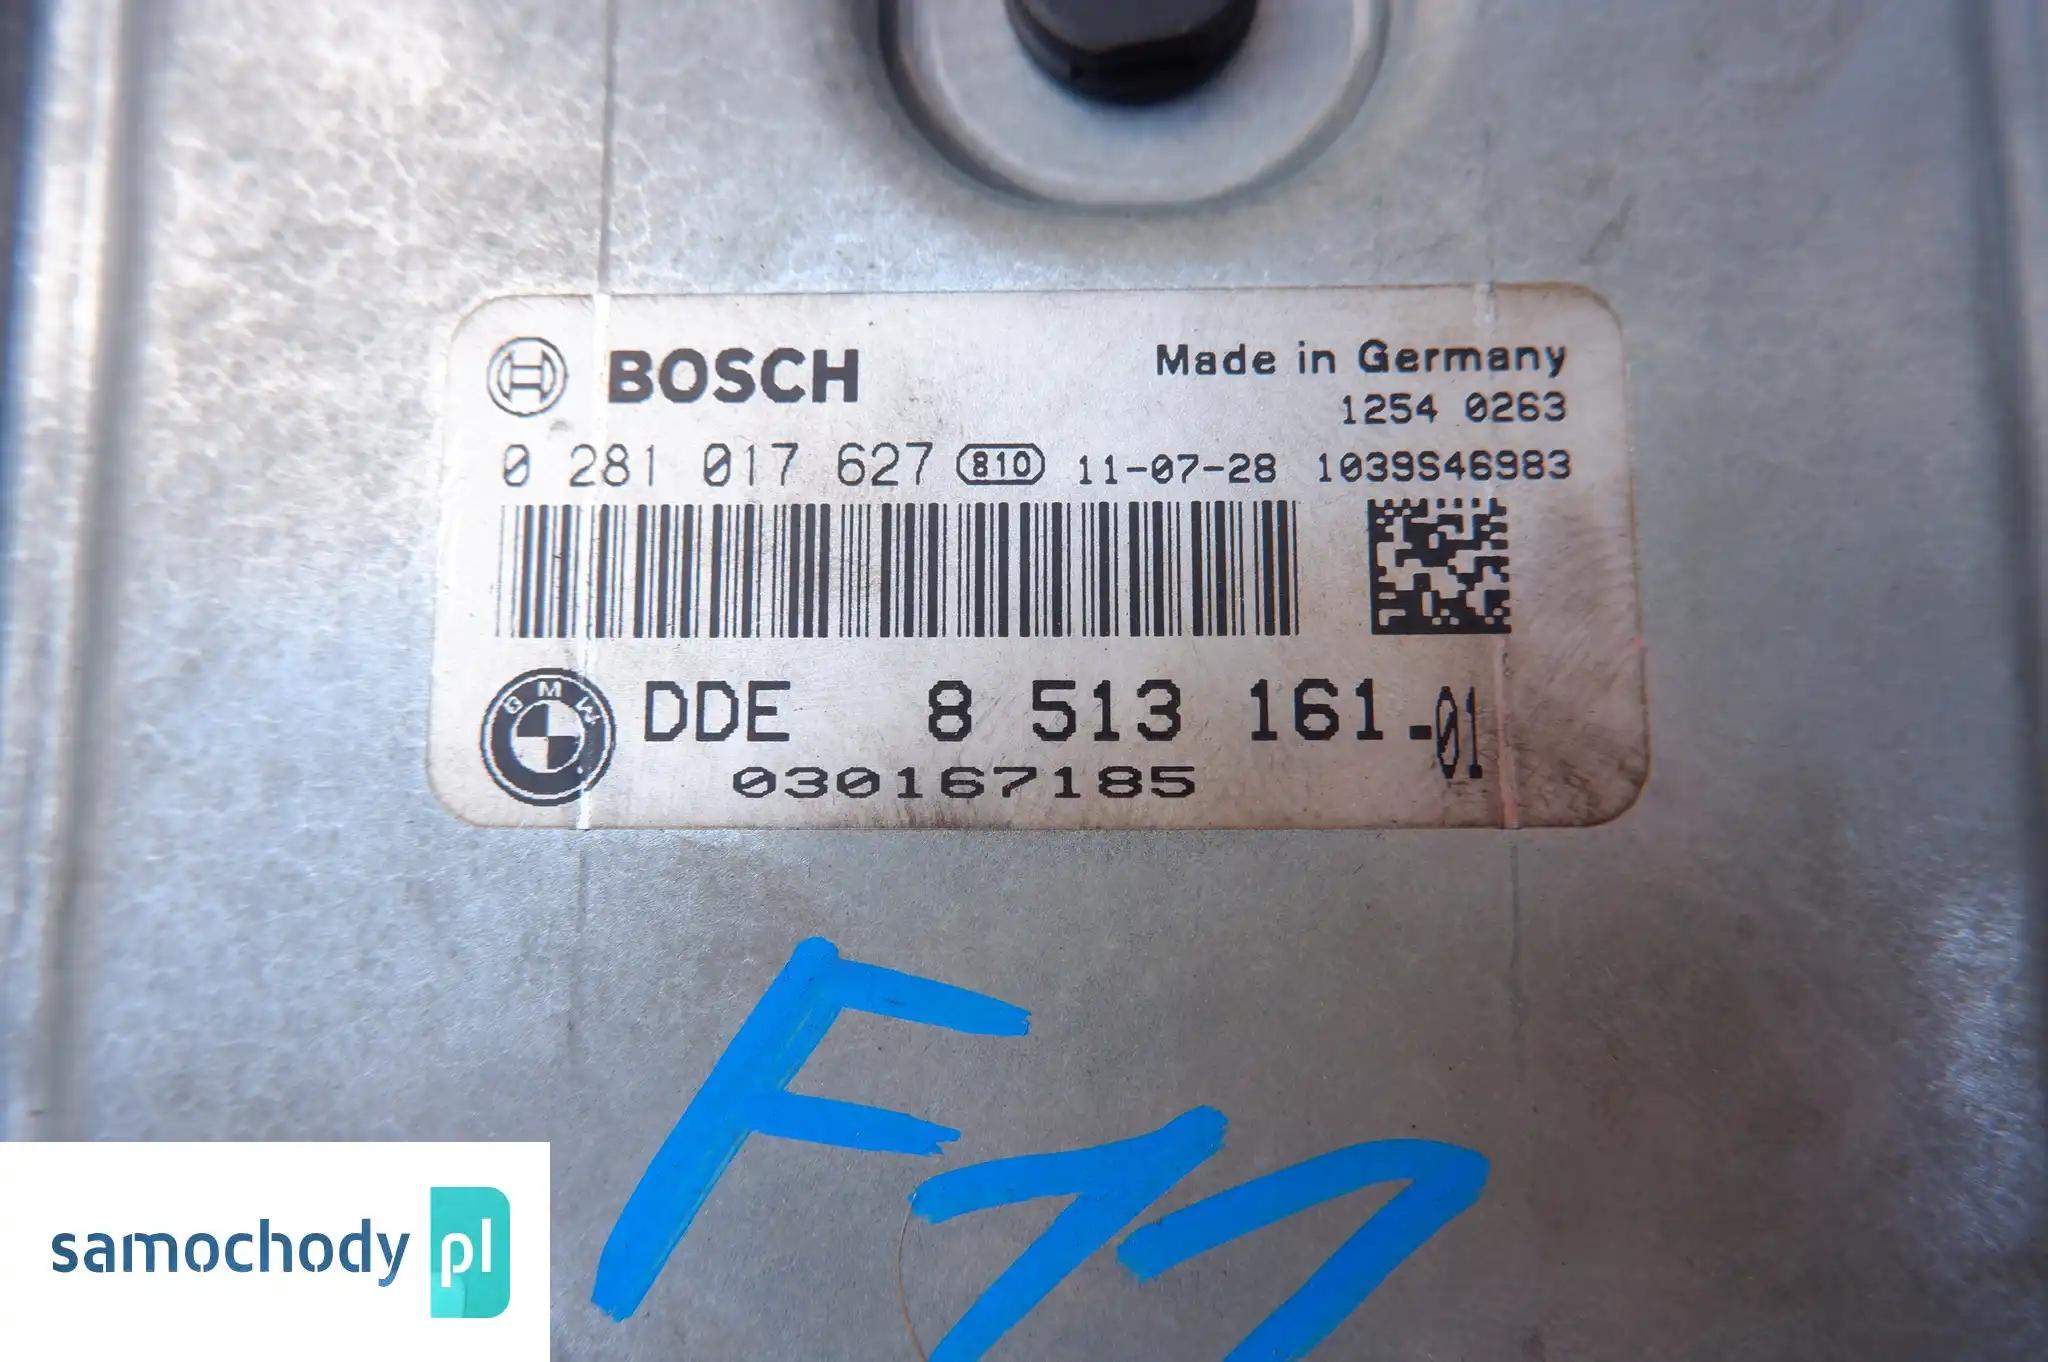 BOSCH
Made in Germany
1254 0263
0 281 017 627 810 11-07-28 1039S46983
BMW DDE 8 513 161-01
030167185
F11
samochody pl